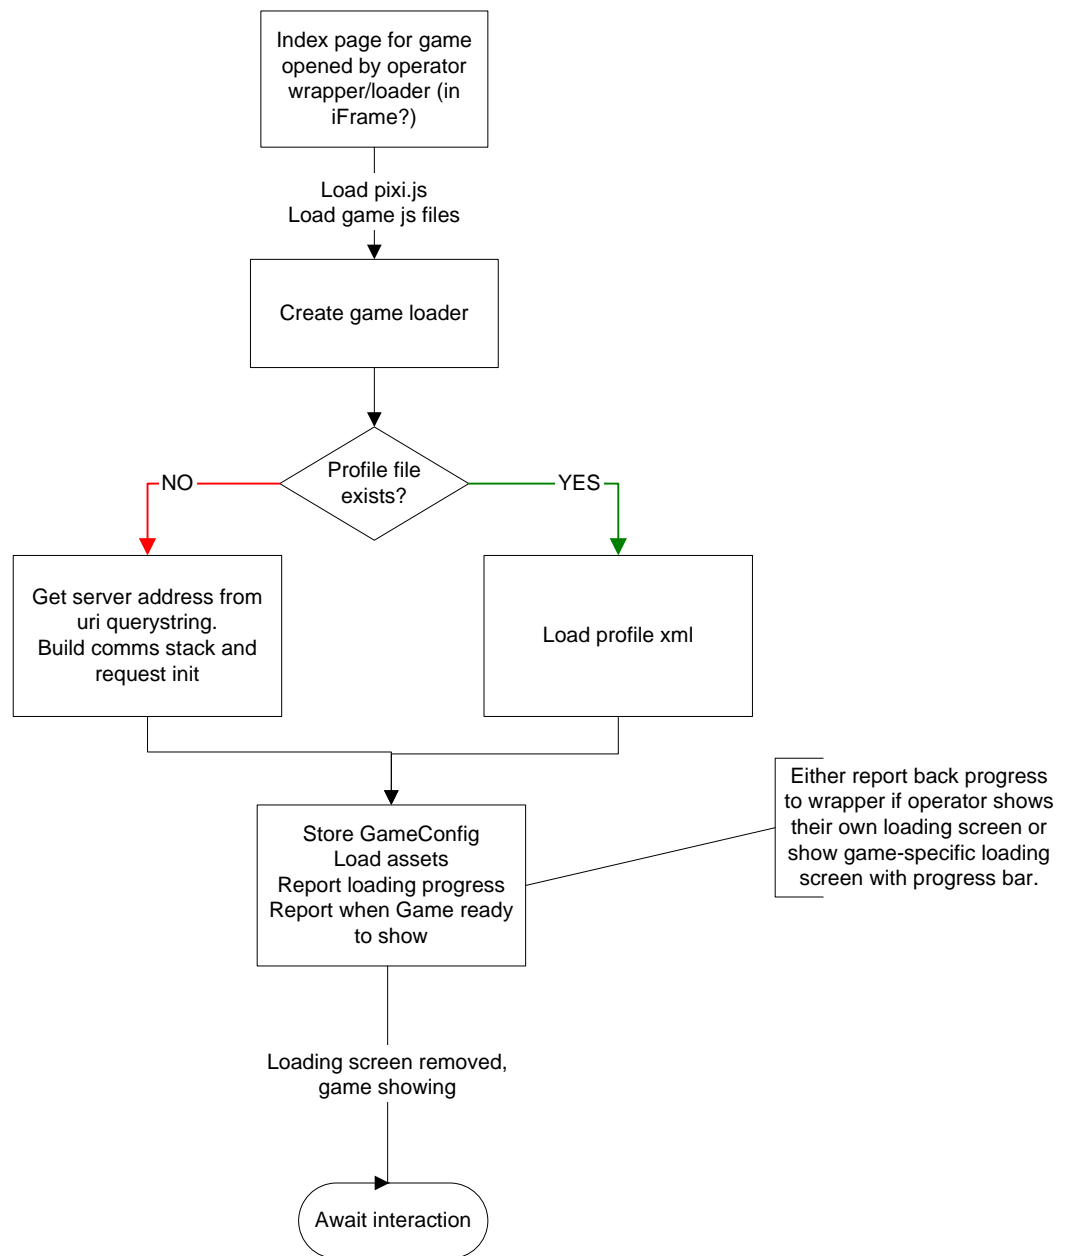 Index page for game
opened by operator
wrapper/loader (in
iFrame?)
Load pixi.js
Load game js files
Create game loader
Profile file
exists?
NO
YES
Get server address from
uri querystring.
Build comms stack and
request init
Load profile xml
Either report back progress
to wrapper if operator shows
their own loading screen or
show game-specific loading
screen with progress bar.
Store GameConfig
Load assets
Report loading progress
Report when Game ready
to show
Loading screen removed,
game showing
Await interaction